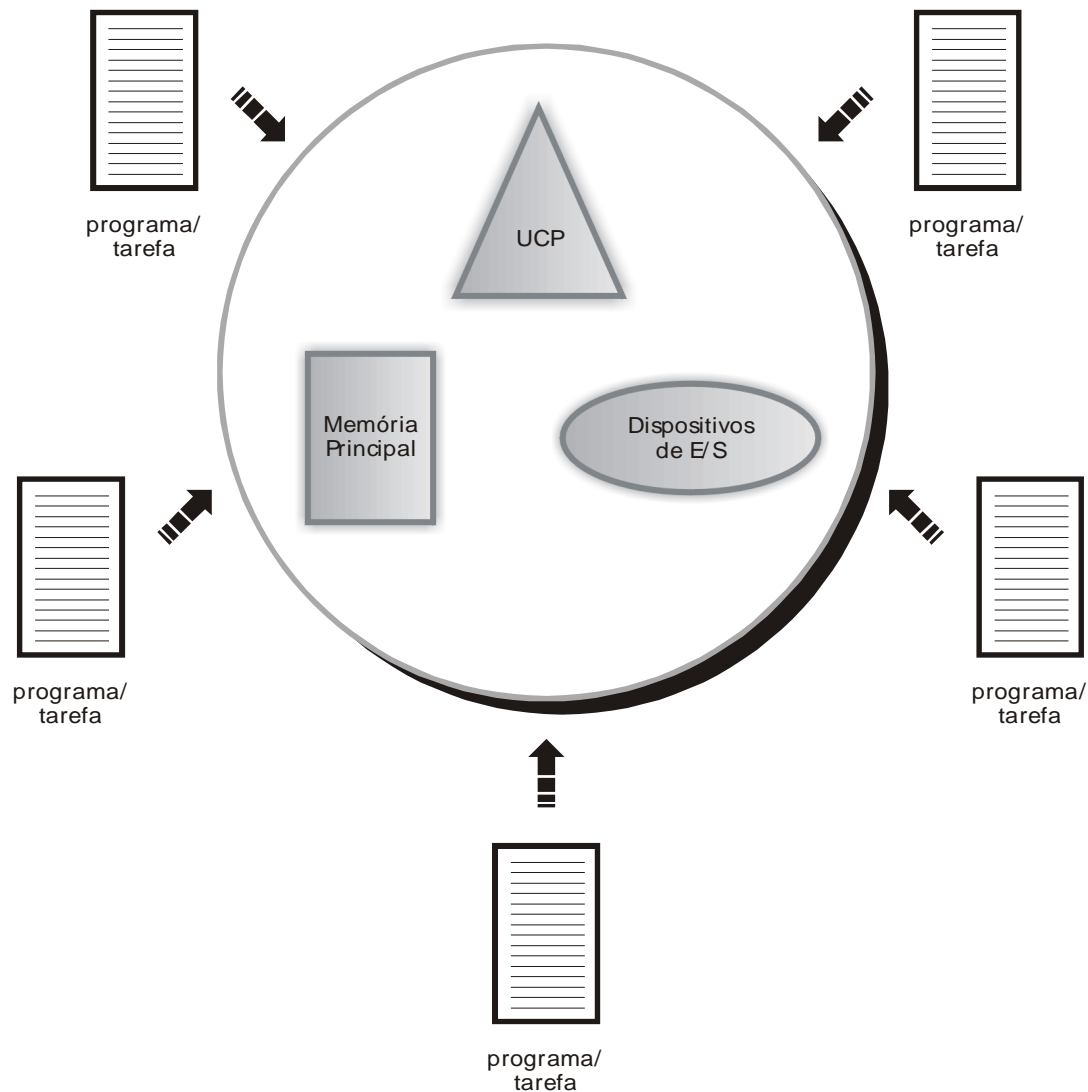 programa/
tarefa
programa/
tarefa
UCP
Memória
Principal
Dispositivos
de E/S
programa/
tarefa
programa/
tarefa
programa/
tarefa